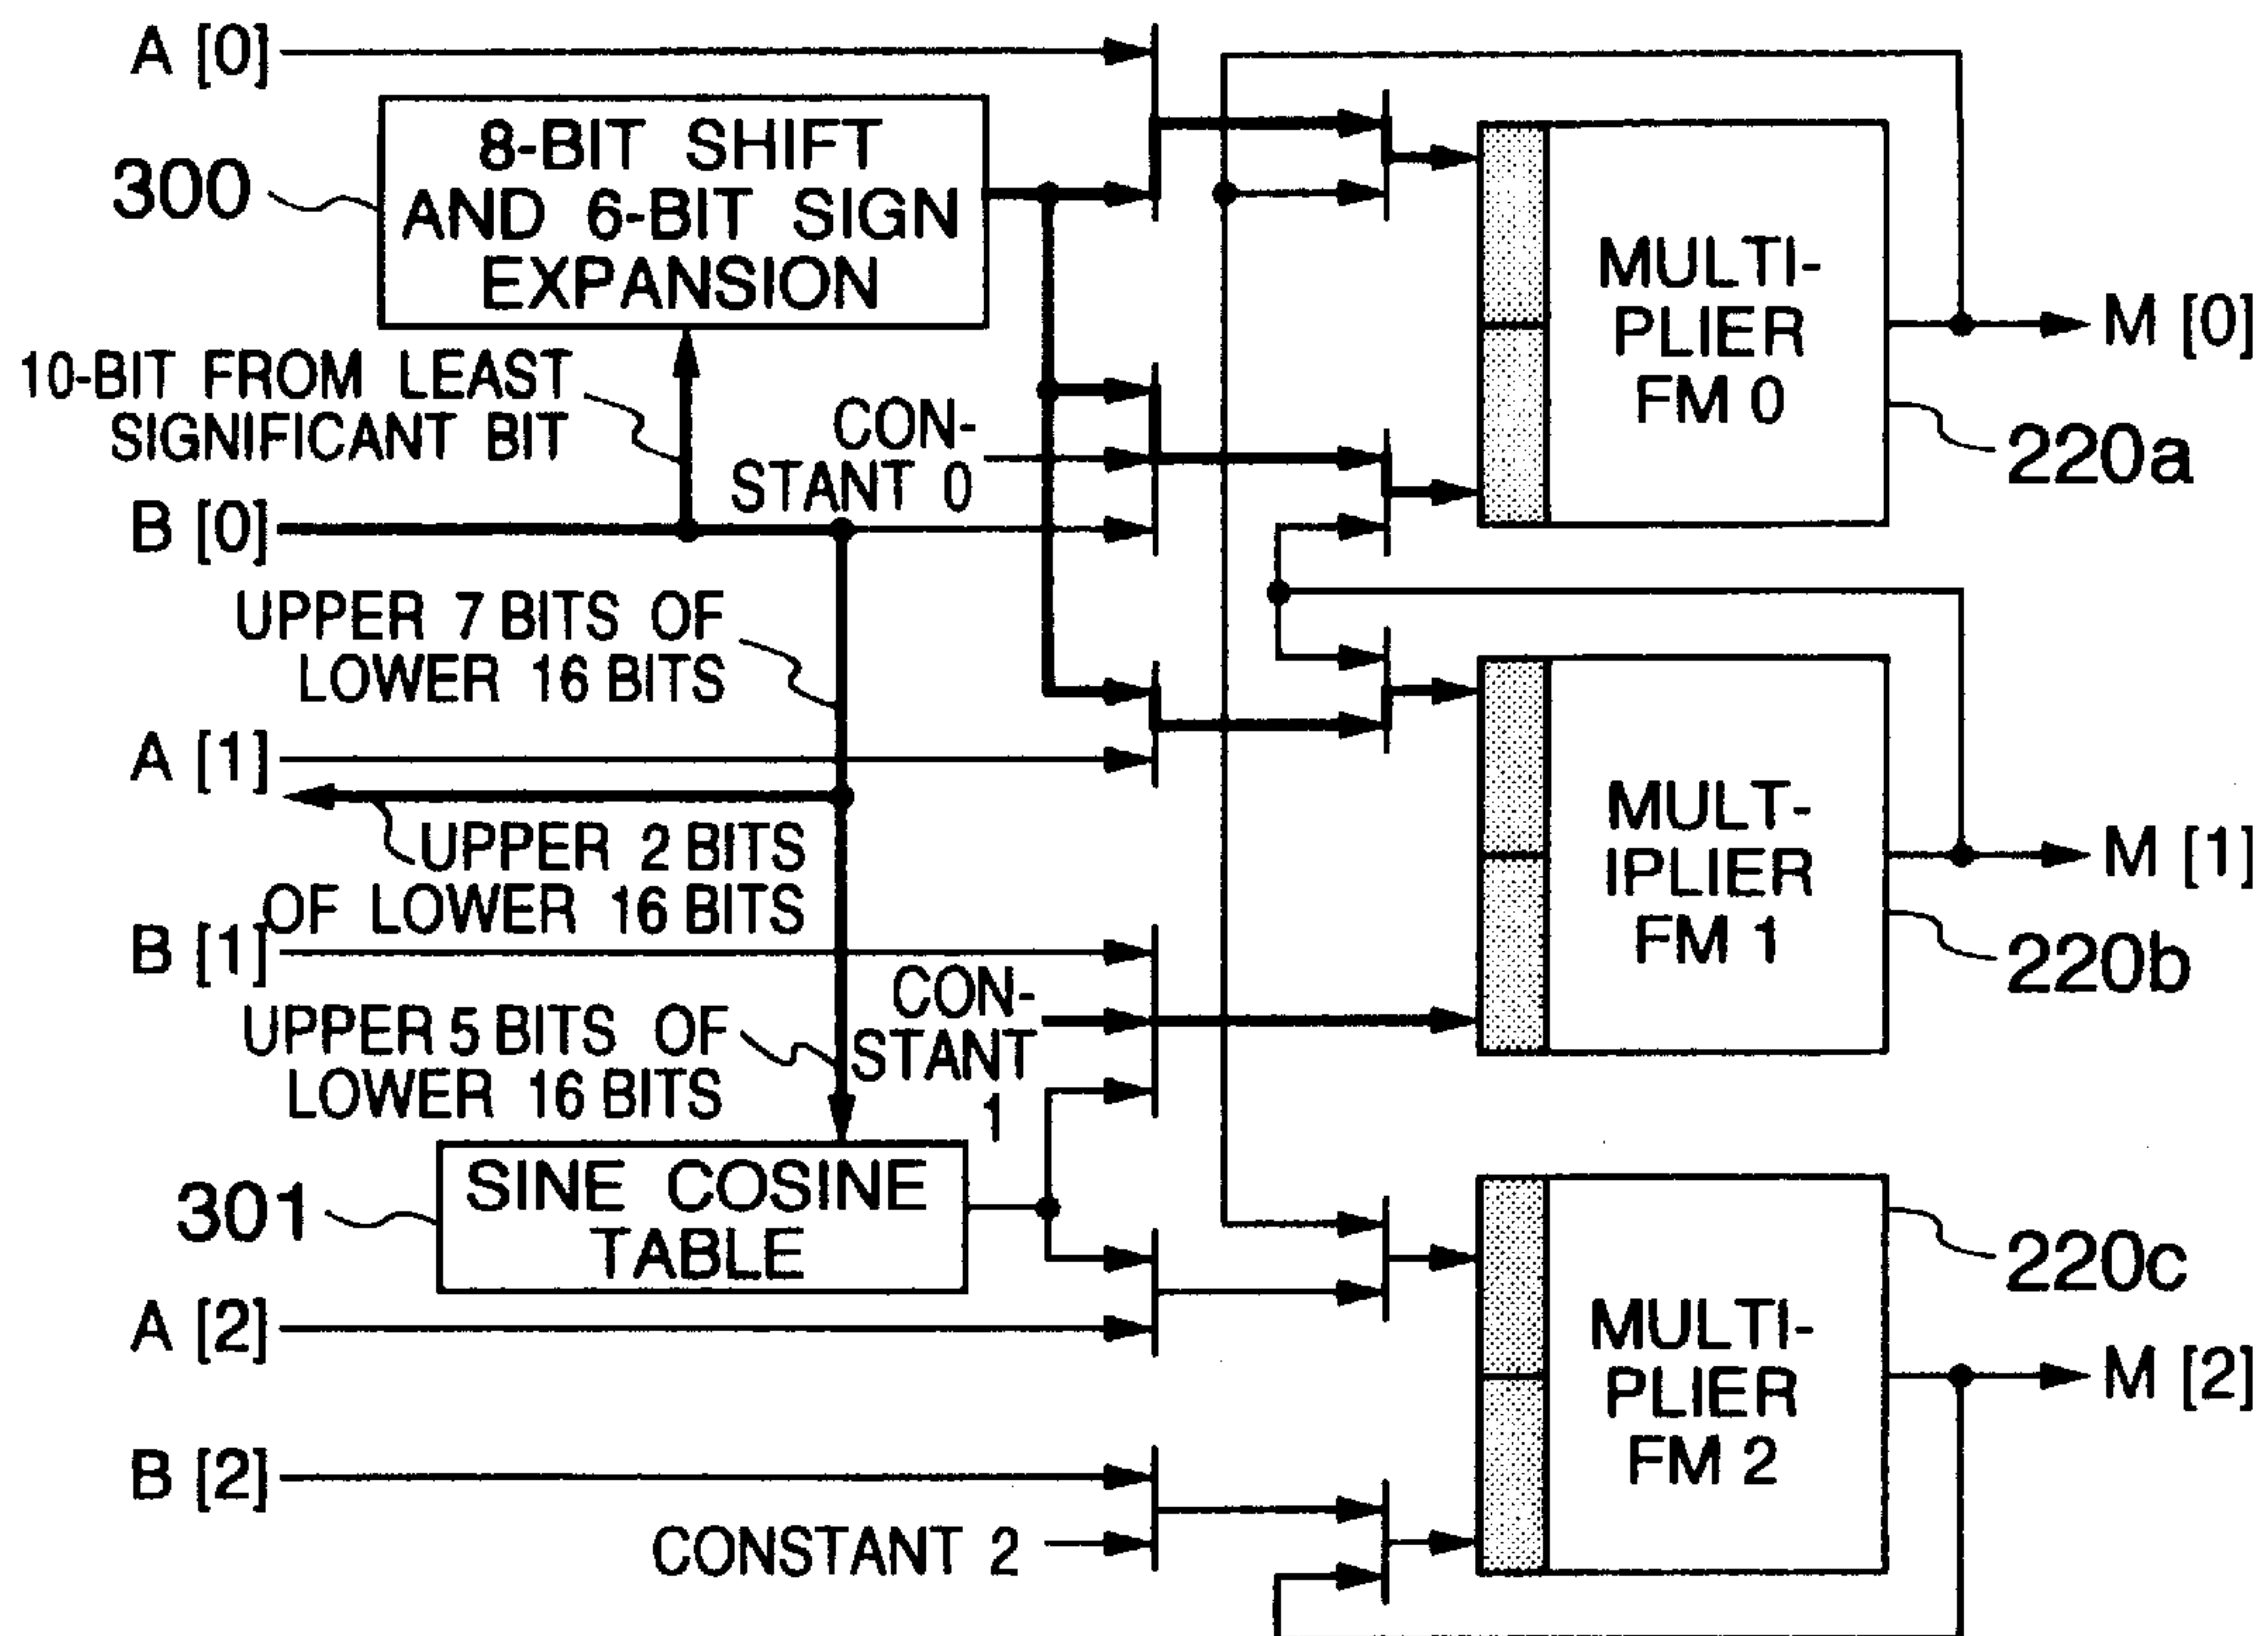 A [0]
8-BIT SHIFT
AND 6-BIT SIGN
EXPANSION
300
MULTI-
PLIER
FM 0
M [0]
220a
10-BIT FROM LEAST
SIGNIFICANT BIT
CON-
STANT 0
B [0]
UPPER 7 BITS OF
LOWER 16 BITS
A [1]
UPPER 2 BITS
OF LOWER 16 BITS
MULT-
IPLIER
FM 1
M [1]
220b
B [1]
CON-
STANT
1
UPPER 5 BITS OF
LOWER 16 BITS
SINE COSINE
TABLE
301
220c
A [2]
MULTI-
PLIER
FM 2
M [2]
B [2]
CONSTANT 2